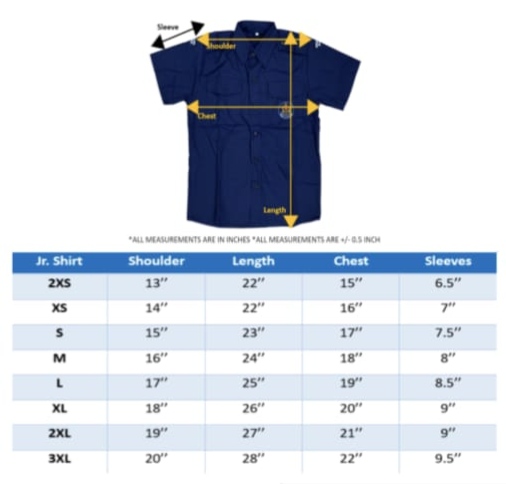 Sleeve
Shoulder
Chest
Length
*ALL MEASUREMENTS ARE IN INCHES *ALL MEASUREMENTS ARE +/- 0.5 INCH
Jr. Shirt Shoulder Length Chest Sleeves
2XS 13’’ 22’’ 15’’ 6.5’’
XS 14’’ 22’’ 16’’ 7’’
S 15’’ 23’’ 17’’ 7.5’’
M 16’’ 24’’ 18’’ 8’’
L 17’’ 25’’ 19’’ 8.5’’
XL 18’’ 26’’ 20’’ 9’’
2XL 19’’ 27’’ 21’’ 9’’
3XL 20’’ 28’’ 22’’ 9.5’’